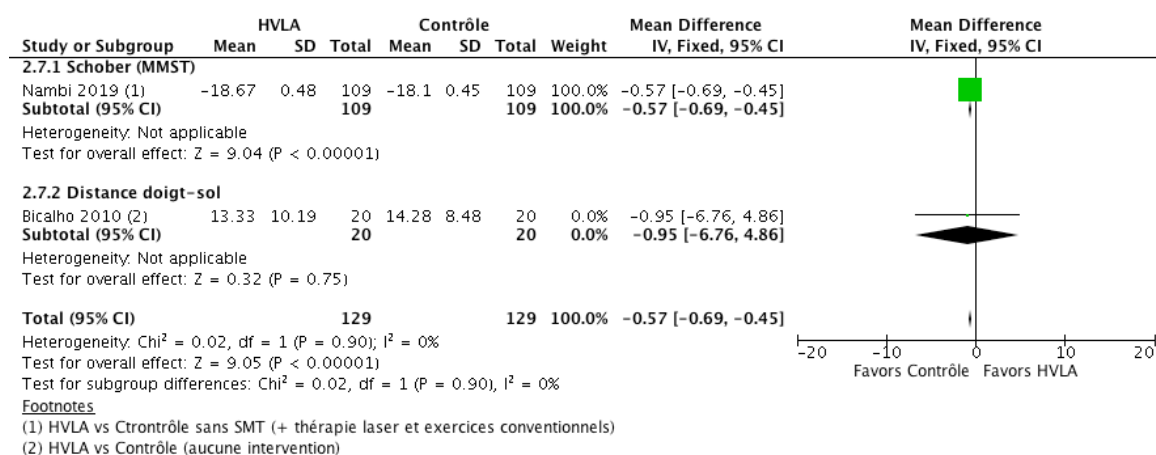 HVLA Contrôle Mean Difference Mean Difference
Study or Subgroup Mean SD Total Mean SD Total Weight IV, Fixed, 95% CI IV, Fixed, 95% CI
2.7.1 Schober (MMST)
Nambi 2019 (1) -18.67 0.48 109 -18.1 0.45 109 100.0% -0.57 [-0.69, -0.45]
Subtotal (95% CI) 109 109 100.0% -0.57 [-0.69, -0.45]
Heterogeneity: Not applicable
Test for overall effect: Z = 9.04 (P < 0.00001)
2.7.2 Distance doigt-sol
Bicalho 2010 (2) 13.33 10.19 20 14.28 8.48 20 0.0% -0.95 [-6.76, 4.86]
Subtotal (95% CI) 20 20 0.0% -0.95 [-6.76, 4.86]
Heterogeneity: Not applicable
Test for overall effect: Z = 0.32 (P = 0.75)
Total (95% CI) 129 129 100.0% -0.57 [-0.69, -0.45]
Heterogeneity: Chi² = 0.02, df = 1 (P = 0.90); I² = 0%
Test for overall effect: Z = 9.05 (P < 0.00001)
Test for subgroup differences: Chi² = 0.02, df = 1 (P = 0.90), I² = 0%
-20 -10 0 10 20
Favors Contrôle Favors HVLA
Footnotes
(1) HVLA vs Ctrontrôle sans SMT (+ thérapie laser et exercices conventionnels)
(2) HVLA vs Contrôle (aucune intervention)